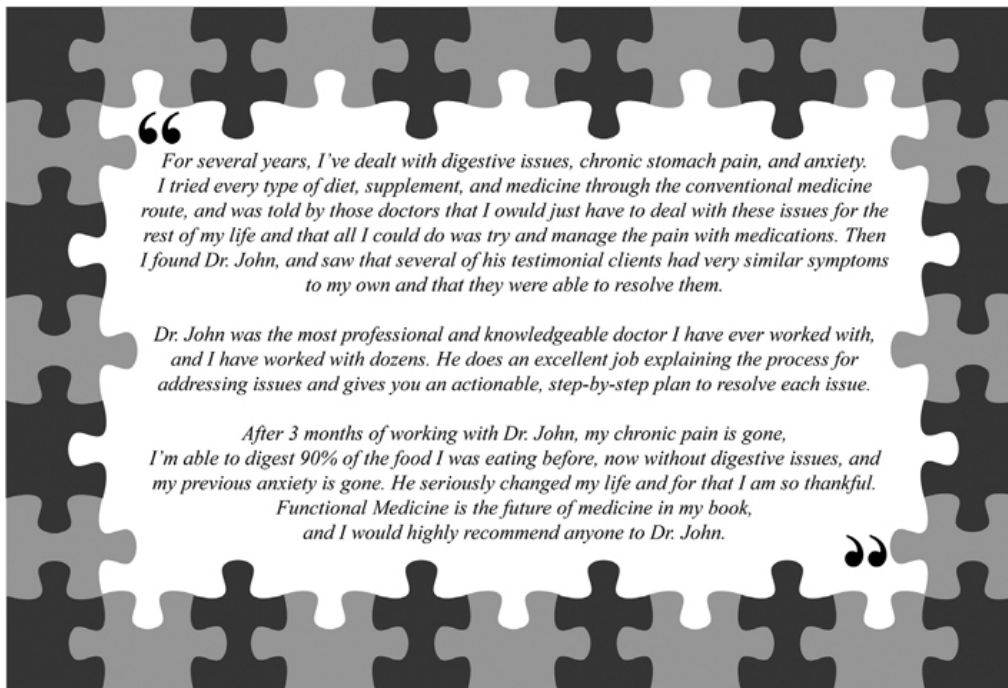 “
For several years, I’ve dealt with digestive issues, chronic stomach pain, and anxiety.
I tried every type of diet, supplement, and medicine through the conventional medicine
route, and was told by those doctors that I owuld just have to deal with these issues for the
rest of my life and that all I could do was try and manage the pain with medications. Then
I found Dr. John, and saw that several of his testimonial clients had very similar symptoms
to my own and that they were able to resolve them.
Dr. John was the most professional and knowledgeable doctor I have ever worked with,
and I have worked with dozens. He does an excellent job explaining the process for
addressing issues and gives you an actionable, step-by-step plan to resolve each issue.
After 3 months of working with Dr. John, my chronic pain is gone,
I’m able to digest 90% of the food I was eating before, now without digestive issues, and
my previous anxiety is gone. He seriously changed my life and for that I am so thankful.
Functional Medicine is the future of medicine in my book,
and I would highly recommend anyone to Dr. John.
”